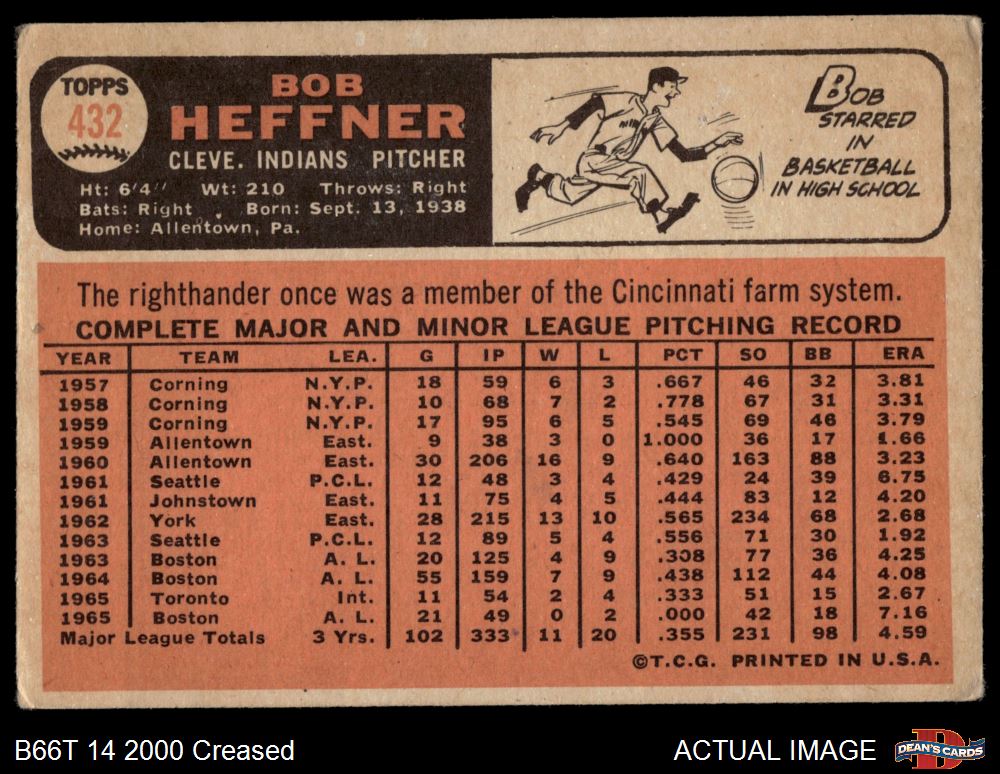 TOPPS
432
BOB
HEFFNER
CLEVE. INDIANS PITCHER
Ht: 6'4" Wt: 210 Throws: Right
Bats: Right Born: Sept. 13, 1938
Home: Allentown, Pa.
BOB
STARRED
IN
BASKETBALL
IN HIGH SCHOOL
The righthander once was a member of the Cincinnati farm system.
COMPLETE MAJOR AND MINOR LEAGUE PITCHING RECORD
YEAR TEAM LEA. G IP W L PCT SO BB ERA
1957 Corning N.Y.P. 18 59 6 3 .667 46 32 3.81
1958 Corning N.Y.P. 10 68 7 2 .778 67 31 3.31
1959 Corning N.Y.P. 17 95 6 5 .545 69 46 3.79
1959 Allentown East. 9 38 3 0 1.000 36 17 1.66
1960 Allentown East. 30 206 16 9 .640 163 88 3.23
1961 Seattle P.C.L. 12 48 3 4 .429 24 39 6.75
1961 Johnstown East. 11 75 4 5 .444 83 12 4.20
1962 York East. 28 215 13 10 .565 234 68 2.68
1963 Seattle P.C.L. 12 89 5 4 .556 71 30 1.92
1963 Boston A. L. 20 125 4 9 .308 77 36 4.25
1964 Boston A. L. 55 159 7 9 .438 112 44 4.08
1965 Toronto Int. 11 54 2 4 .333 51 15 2.67
1965 Boston A. L. 21 49 0 2 .000 42 18 7.16
Major League Totals 3 Yrs. 102 333 11 20 .355 231 98 4.59
©T.C.G. PRINTED IN U.S.A.
B66T 14 2000 Creased
ACTUAL IMAGE
DEAN'S CARDS